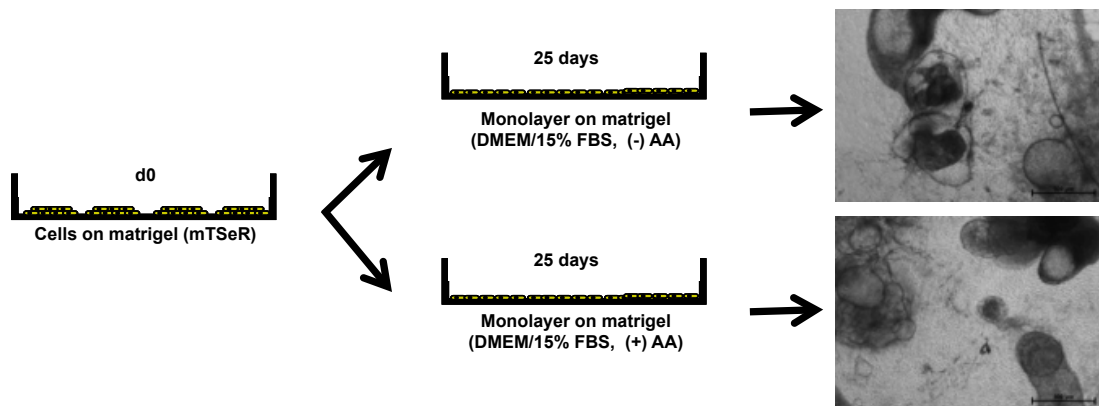 25 days
Monolayer on matrigel
(DMEM/15% FBS,  (-) AA)
d0
Cells on matrigel (mTSeR)
25 days
Monolayer on matrigel
(DMEM/15% FBS,  (+) AA)